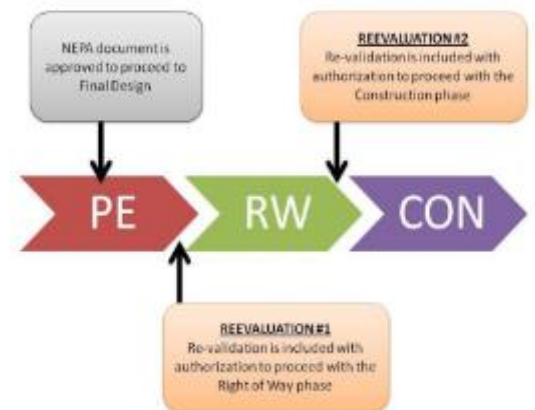 NEPA document is
approved to proceed to
Final Design
REEVALUATION #2
Re-validation is included with
authorization to proceed with the
Construction phase
PE
RW
CON
REEVALUATION #1
Re-validation is included with
authorization to proceed with the
Right of Way phase